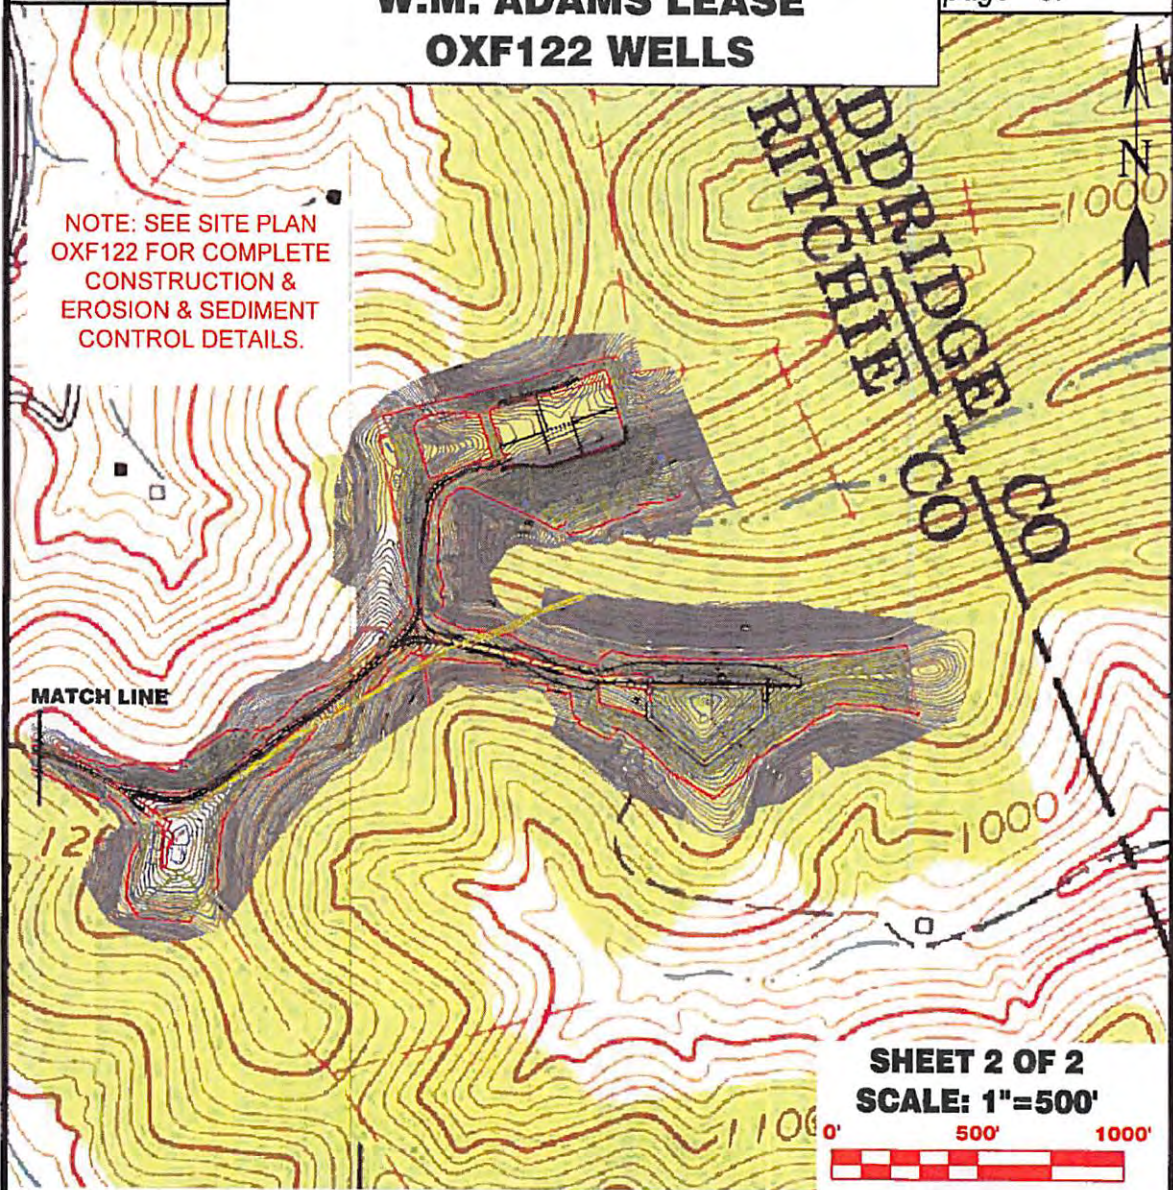 W.M. ADAMS LEASE
OXF122 WELLS
N
DDRIDGE CO
RITCHIE CO
1000
NOTE: SEE SITE PLAN
OXF122 FOR COMPLETE
CONSTRUCTION &
EROSION & SEDIMENT
CONTROL DETAILS.
MATCH LINE
1000
SHEET 2 OF 2
SCALE: 1"=500'
0' 500' 1000'